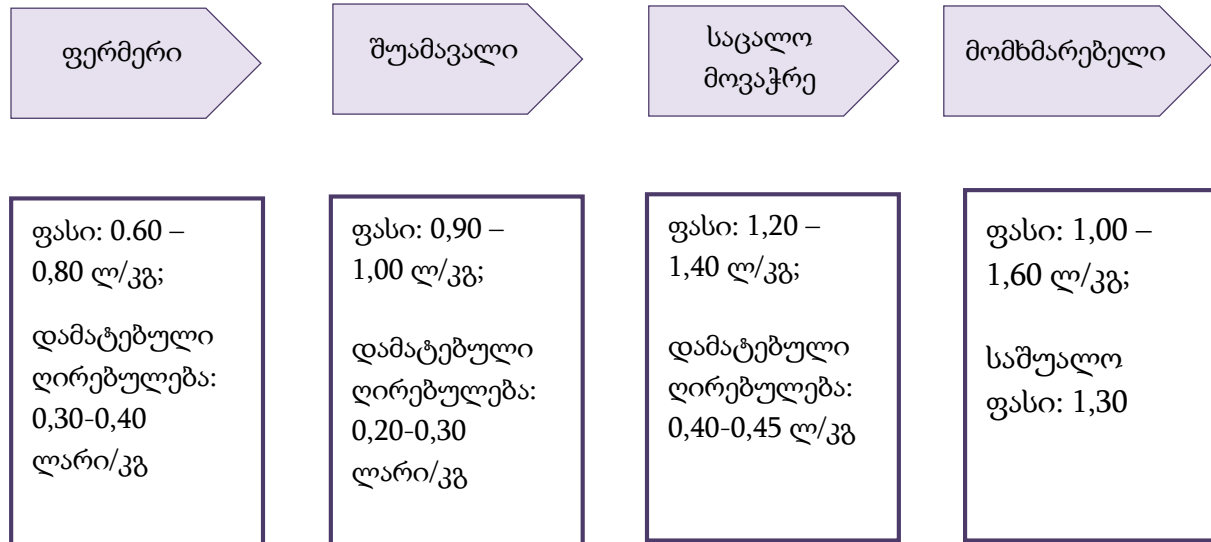 ფერმერი
შუამავალი
საცალო
მოვაჭრე
მომხმარებელი
ფასი: 0.60 –
0,80 ლ/კგ;
დამატებული
ღირებულება:
0,30-0,40
ლარი/კგ
ფასი: 0,90 –
1,00 ლ/კგ;
დამატებული
ღირებულება:
0,20-0,30
ლარი/კგ
ფასი: 1,20 –
1,40 ლ/კგ;
დამატებული
ღირებულება:
0,40-0,45 ლ/კგ
ფასი: 1,00 –
1,60 ლ/კგ;
საშუალო
ფასი: 1,30